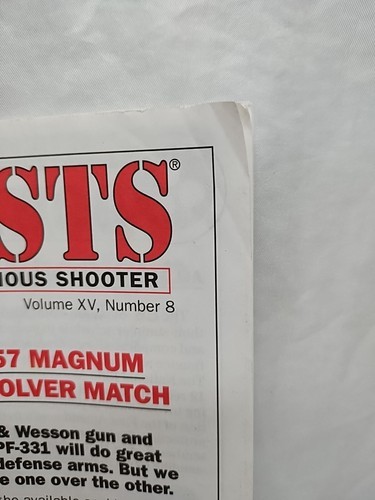 STS®
IOUS SHOOTER
Volume XV, Number 8
57 MAGNUM
OLVER MATCH
& Wesson gun and
PF-331 will do great
defense arms. But we
e one over the other.